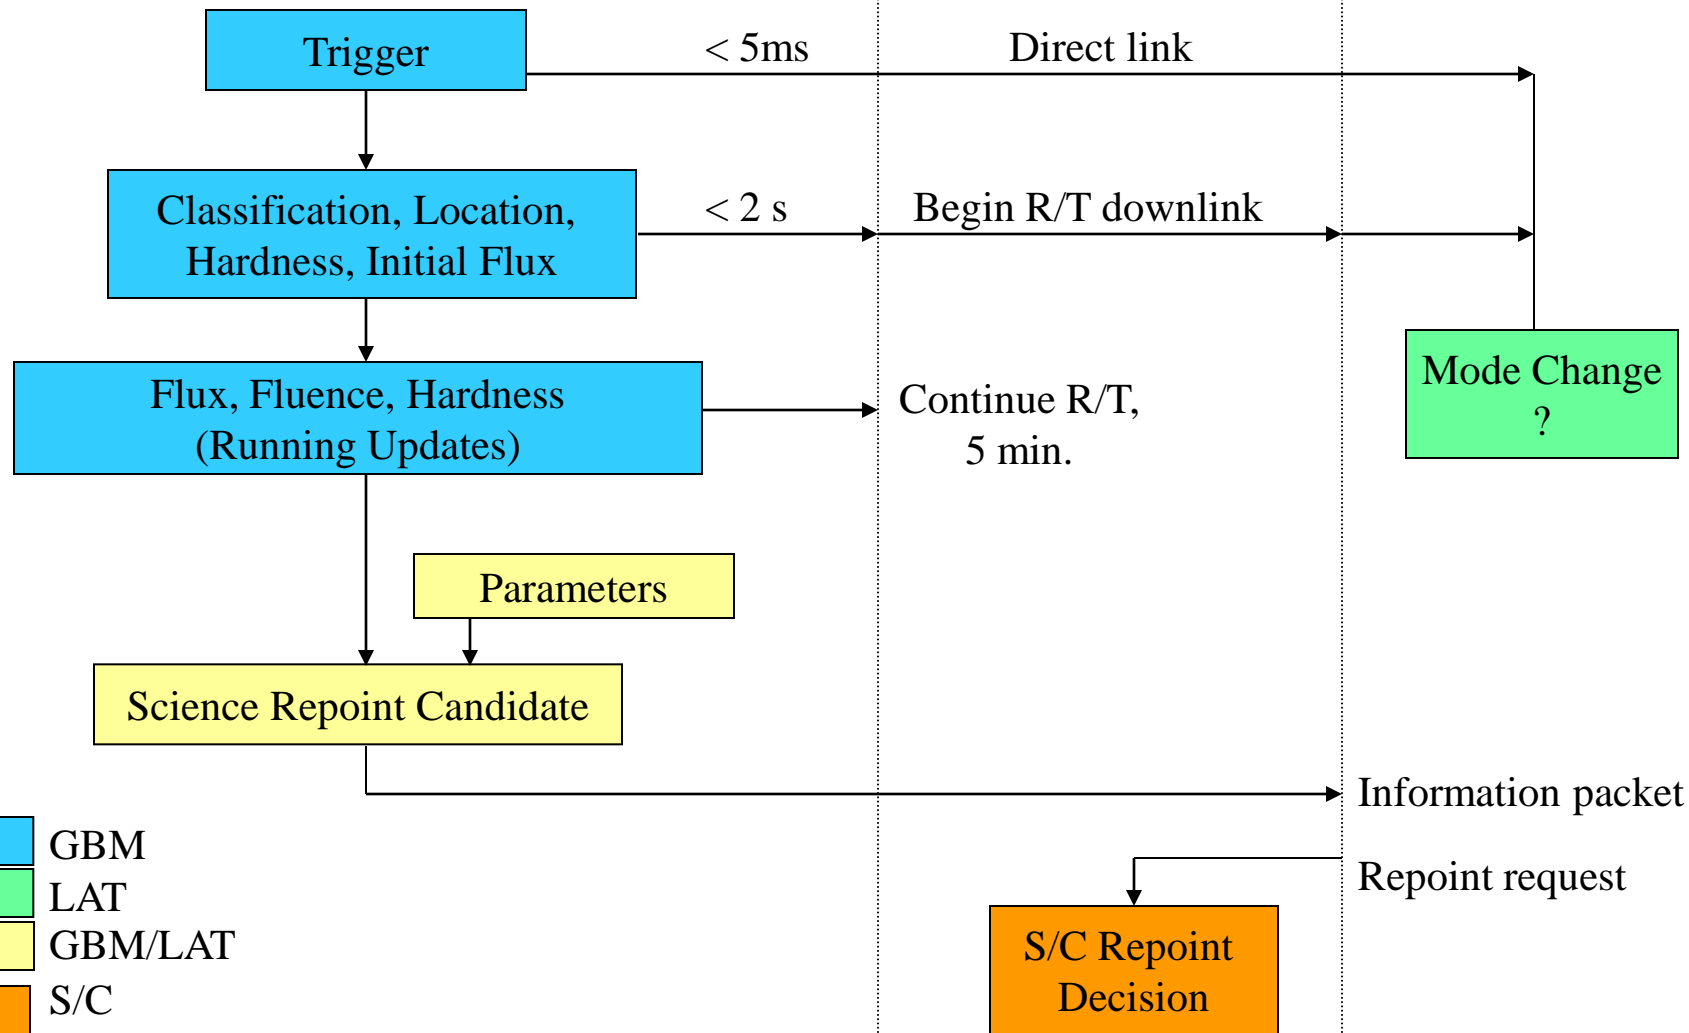 Trigger
< 5ms
Direct link
Classification, Location,
Hardness, Initial Flux
< 2 s
Begin R/T downlink
Flux, Fluence, Hardness
(Running Updates)
Continue R/T,
5 min.
Mode Change
?
Parameters
Science Repoint Candidate
Information packet
Repoint request
S/C Repoint
Decision
GBM
LAT
GBM/LAT
S/C